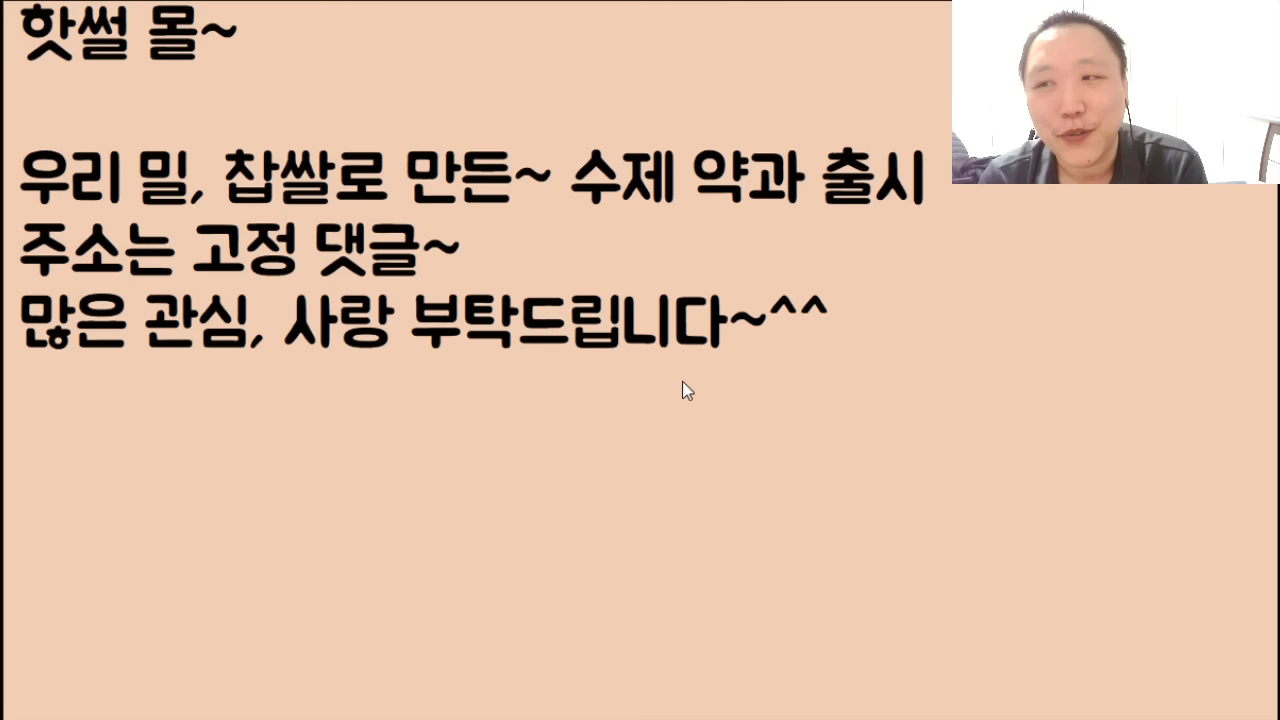 핫썰 몰~
우리 밀, 찹쌀로 만든~ 수제 약과 출시
주소는 고정 댓글~
많은 관심, 사랑 부탁드립니다~^^